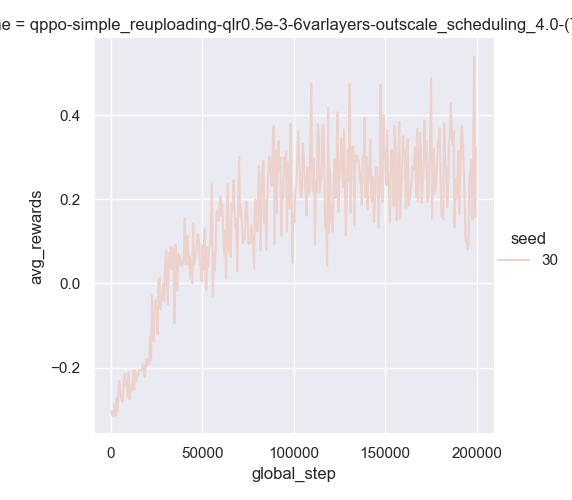 ne = qppo-simple_reuploading-qlr0.5e-3-6varlayers-outscale_scheduling_4.0-(7
avg_rewards
0.4
0.2
0.0
−0.2
0
50000
100000
150000
200000
global_step
seed
30